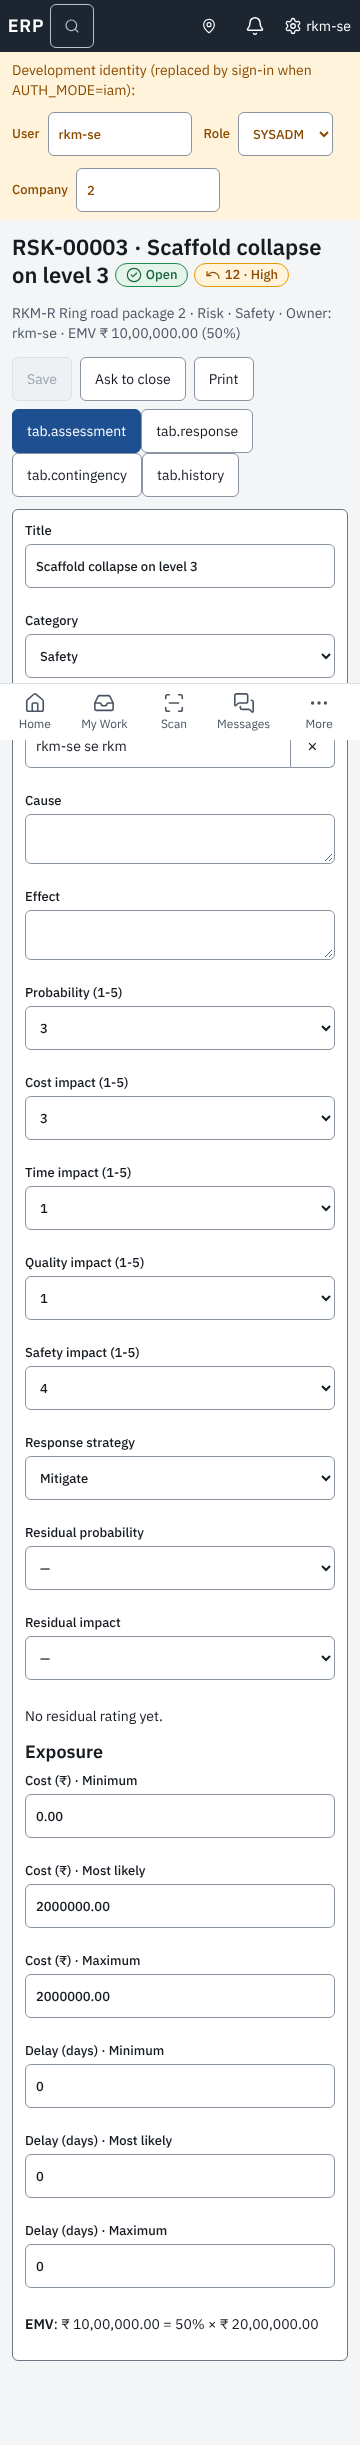 ERP
rkm-se
Development identity (replaced by sign-in when
AUTH_MODE=iam):
User rkm-se Role SYSADM
Company 2
RSK-00003 · Scaffold collapse
on level 3 Open 12 · High
RKM-R Ring road package 2 · Risk · Safety · Owner:
rkm-se · EMV ₹ 10,00,000.00 (50%)
Save Ask to close Print
tab.assessment tab.response
tab.contingency tab.history
Title
Scaffold collapse on level 3
Category
Safety
Home My Work Scan Messages More
rkm-se se rkm ×
Cause
Effect
Probability (1-5)
3
Cost impact (1-5)
3
Time impact (1-5)
1
Quality impact (1-5)
1
Safety impact (1-5)
4
Response strategy
Mitigate
Residual probability
—
Residual impact
—
No residual rating yet.
Exposure
Cost (₹) · Minimum
0.00
Cost (₹) · Most likely
2000000.00
Cost (₹) · Maximum
2000000.00
Delay (days) · Minimum
0
Delay (days) · Most likely
0
Delay (days) · Maximum
0
EMV: ₹ 10,00,000.00 = 50% × ₹ 20,00,000.00